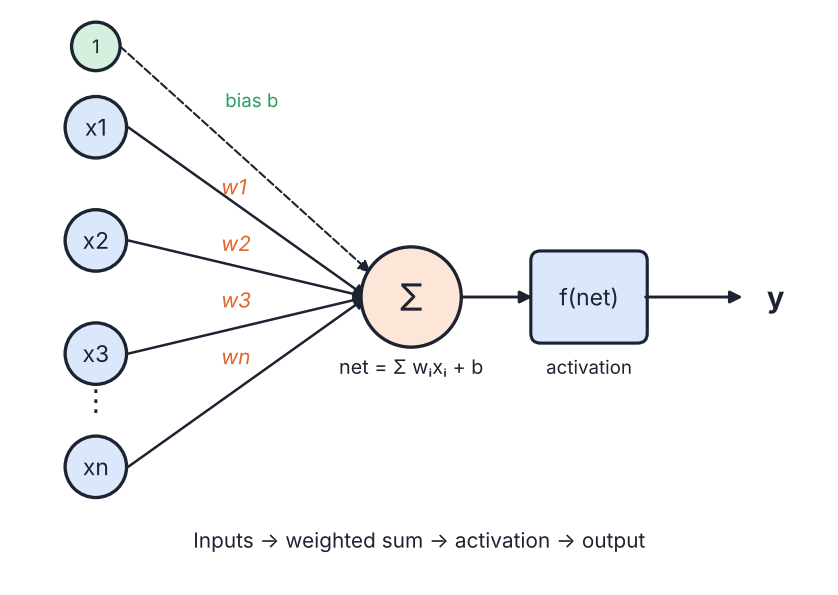 1
bias b
x1
w1
x2
w2
x3
w3
⋮
wn
xn
Σ
net = Σ wᵢxᵢ + b
f(net)
activation
y
Inputs → weighted sum → activation → output